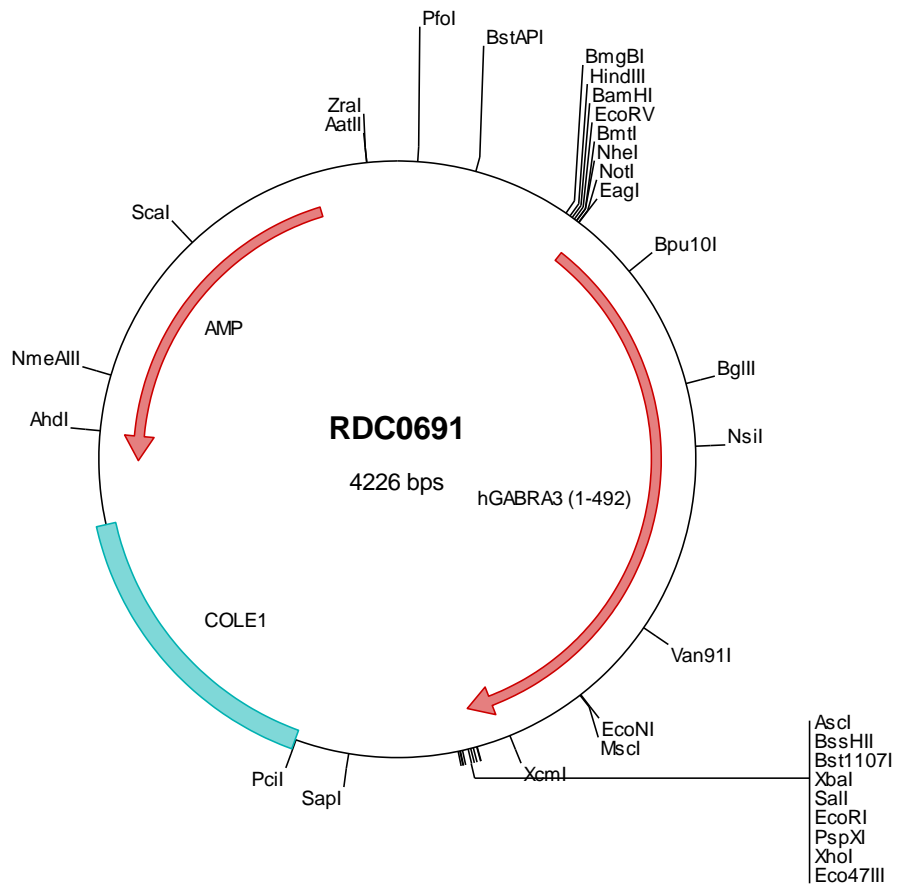 PfoI
BstAPI
BmgBI
HindIII
BamHI
EcoRV
BmtI
NheI
NotI
EagI
ZraI
AatII
ScaI
Bpu10I
AMP
NmeAIII
BglII
AhdI
RDC0691
NsiI
4226 bps
hGABRA3 (1-492)
COLE1
Van91I
EcoNI
MscI
AscI
BssHII
Bst1107I
XbaI
SalI
EcoRI
PspXI
XhoI
Eco47III
XcmI
PciI
SapI